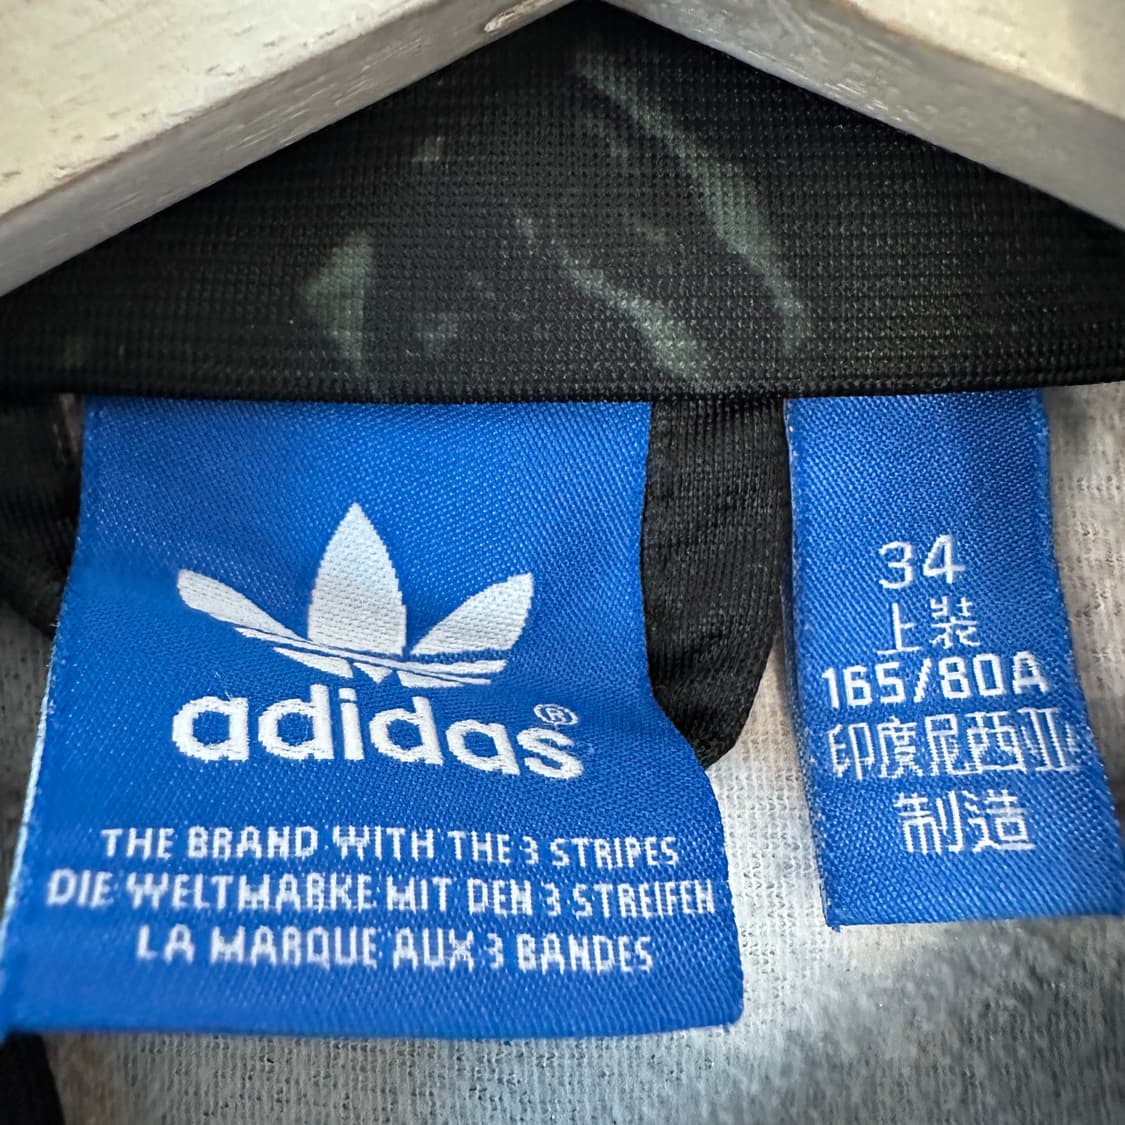 adidas®
THE BRAND WITH THE 3 STRIPES
DIE WELTMARKE MIT DEN 3 STREIFEN
LA MARQUE AUX 3 BANDES
34
上裝
165/80A
印度尼西亚
制造